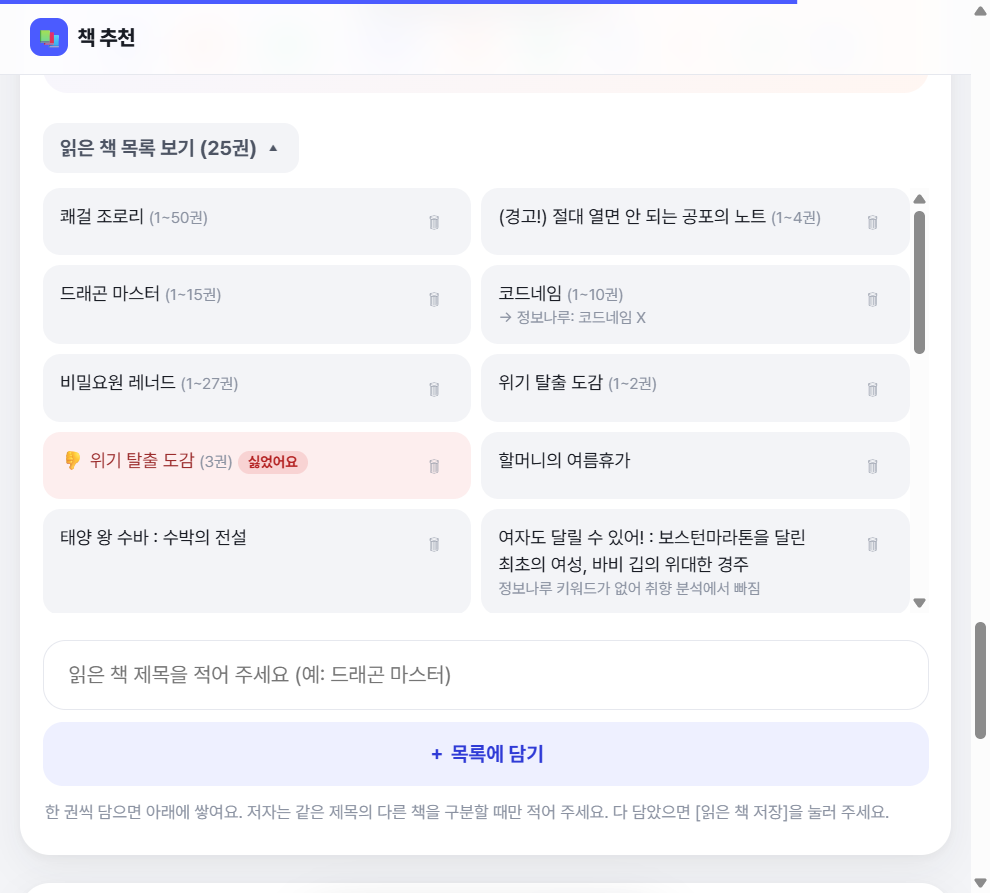 책 추천
읽은 책 목록 보기 (25권) ▲
쾌걸 조로리 (1~50권)
(경고!) 절대 열면 안 되는 공포의 노트 (1~4권)
드래곤 마스터 (1~15권)
코드네임 (1~10권)
→ 정보나루: 코드네임 X
비밀요원 레너드 (1~27권)
위기 탈출 도감 (1~2권)
위기 탈출 도감 (3권) 싫었어요
할머니의 여름휴가
태양 왕 수바 : 수박의 전설
여자도 달릴 수 있어! : 보스턴마라톤을 달린
최초의 여성, 바비 깁의 위대한 경주
정보나루 키워드가 없어 취향 분석에서 빠짐
읽은 책 제목을 적어 주세요 (예: 드래곤 마스터)
+ 목록에 담기
한 권씩 담으면 아래에 쌓여요. 저자는 같은 제목의 다른 책을 구분할 때만 적어 주세요. 다 담았으면 [읽은 책 저장]을 눌러 주세요.